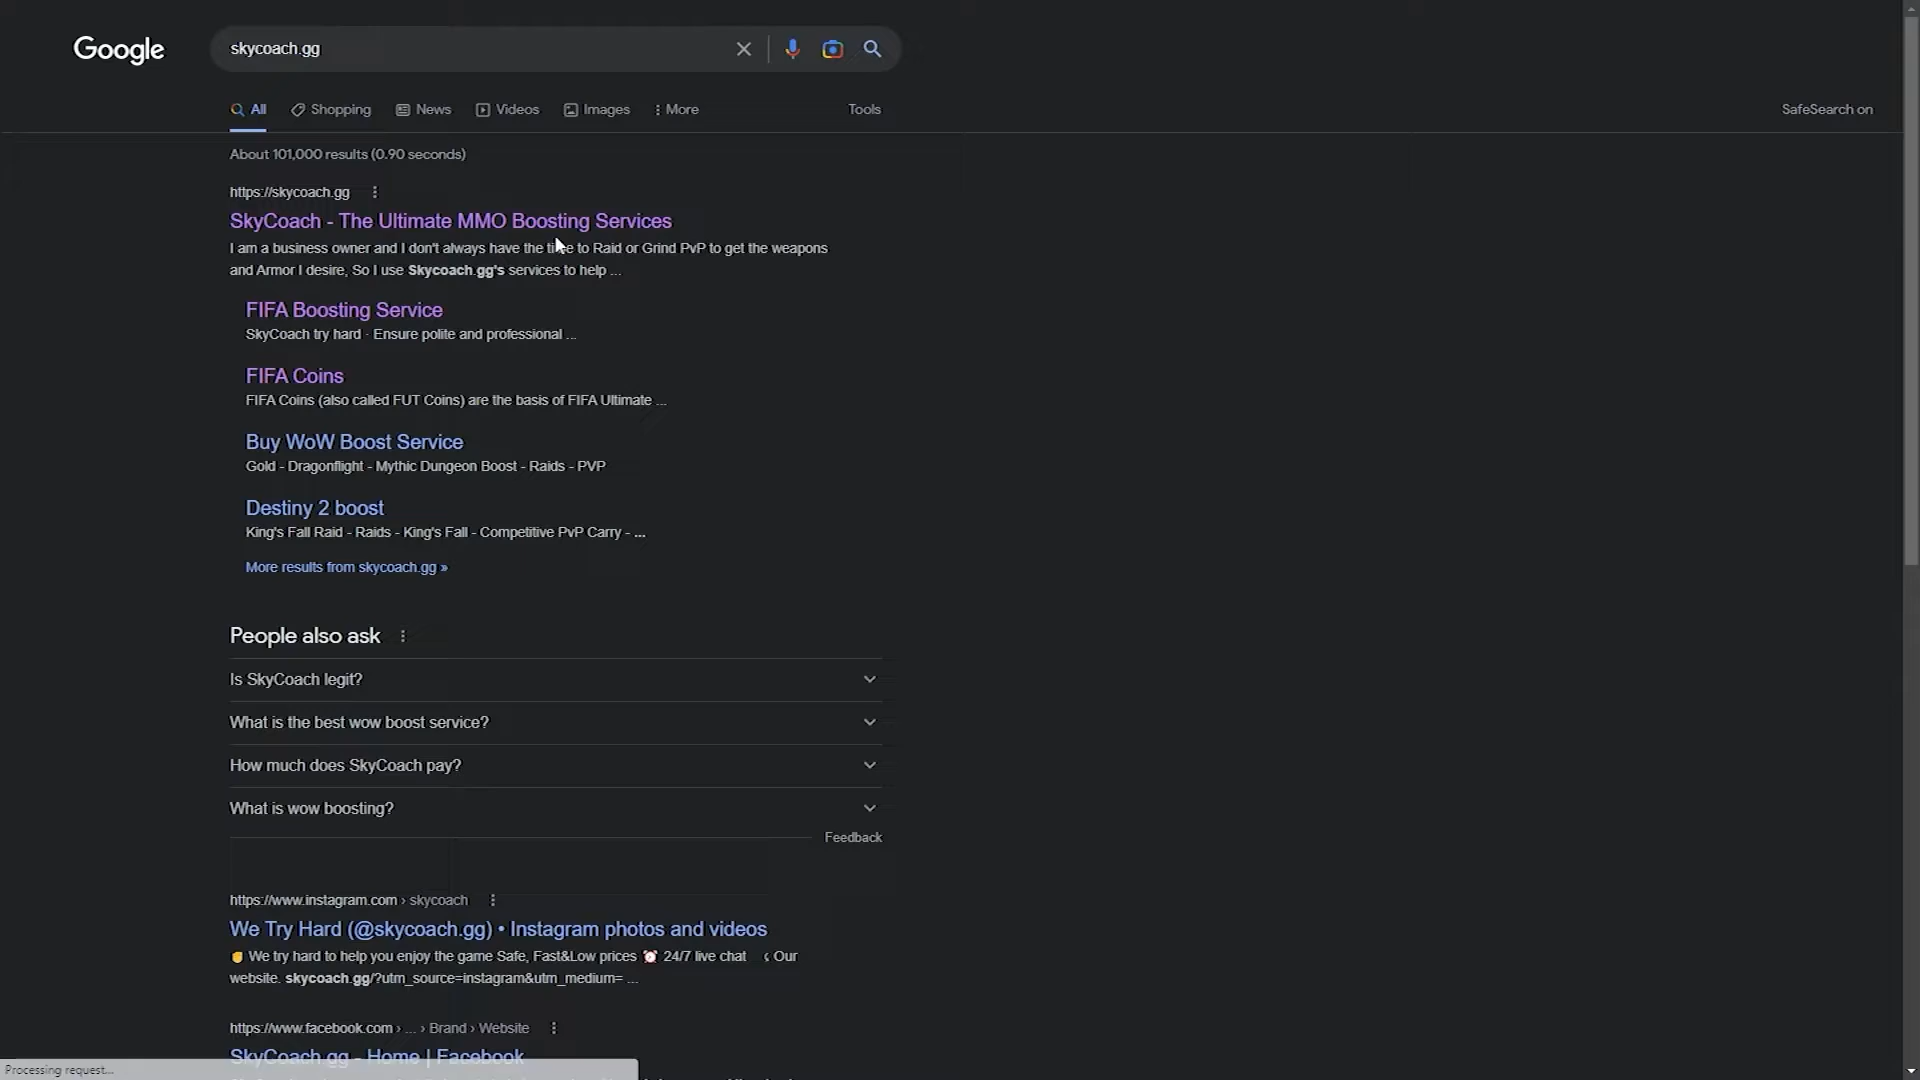 Google
skycoach.gg
All Shopping News Videos Images More Tools SafeSearch on
About 101,000 results (0.90 seconds)
https://skycoach.gg
SkyCoach - The Ultimate MMO Boosting Services
I am a business owner and I don't always have the time to Raid or Grind PvP to get the weapons
and Armor I desire, So I use Skycoach.gg's services to help ...
FIFA Boosting Service
SkyCoach try hard · Ensure polite and professional ...
FIFA Coins
FIFA Coins (also called FUT Coins) are the basis of FIFA Ultimate ...
Buy WoW Boost Service
Gold - Dragonflight - Mythic Dungeon Boost - Raids - PVP
Destiny 2 boost
King's Fall Raid - Raids - King's Fall - Competitive PvP Carry - ...
More results from skycoach.gg »
People also ask
Is SkyCoach legit?
What is the best wow boost service?
How much does SkyCoach pay?
What is wow boosting?
Feedback
https://www.instagram.com › skycoach
We Try Hard (@skycoach.gg) • Instagram photos and videos
We try hard to help you enjoy the game Safe, Fast&Low prices ⏰ 24/7 live chat Our
website. skycoach.gg/?utm_source=instagram&utm_medium= ...
https://www.facebook.com › ... › Brand › Website
SkyCoach.gg - Home | Facebook
Processing request...